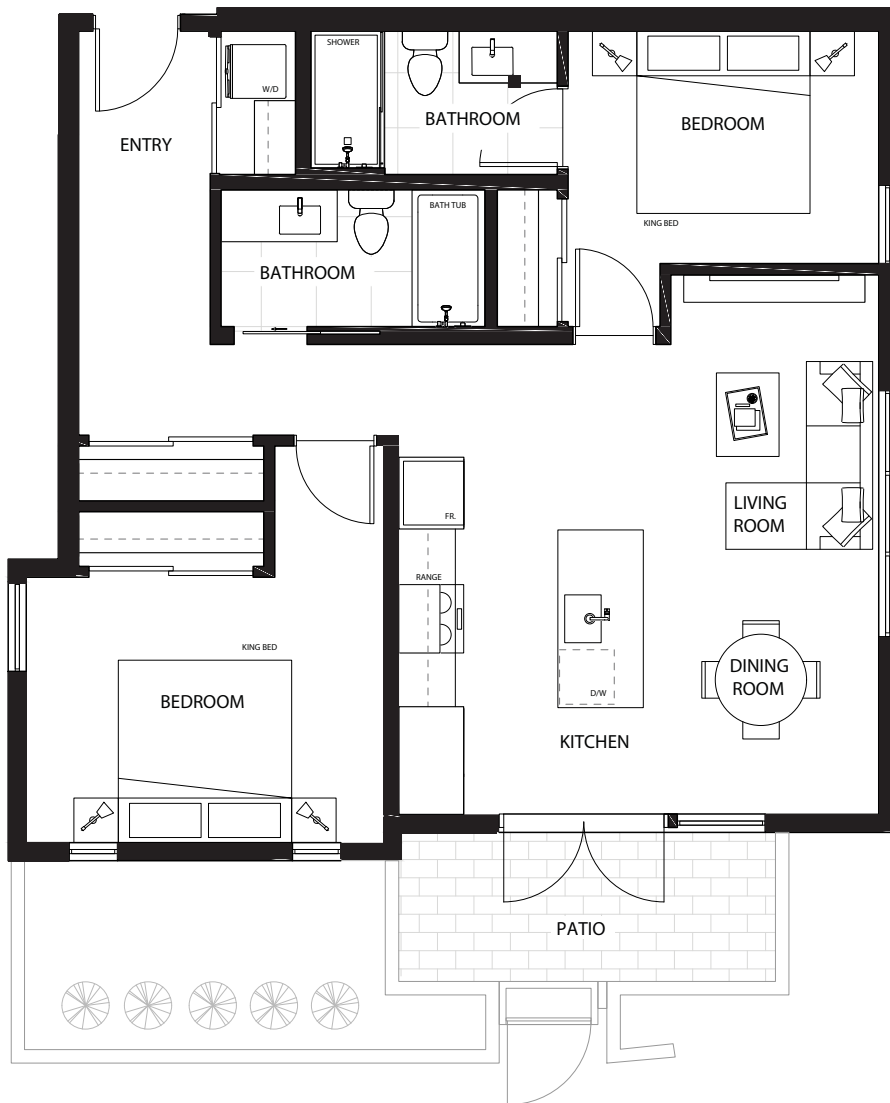 SHOWER
W/D
BATHROOM
BEDROOM
ENTRY
KING BED
BATH TUB
BATHROOM
LIVING
ROOM
FR.
RANGE
KING BED
DINING
ROOM
D/W
BEDROOM
KITCHEN
PATIO